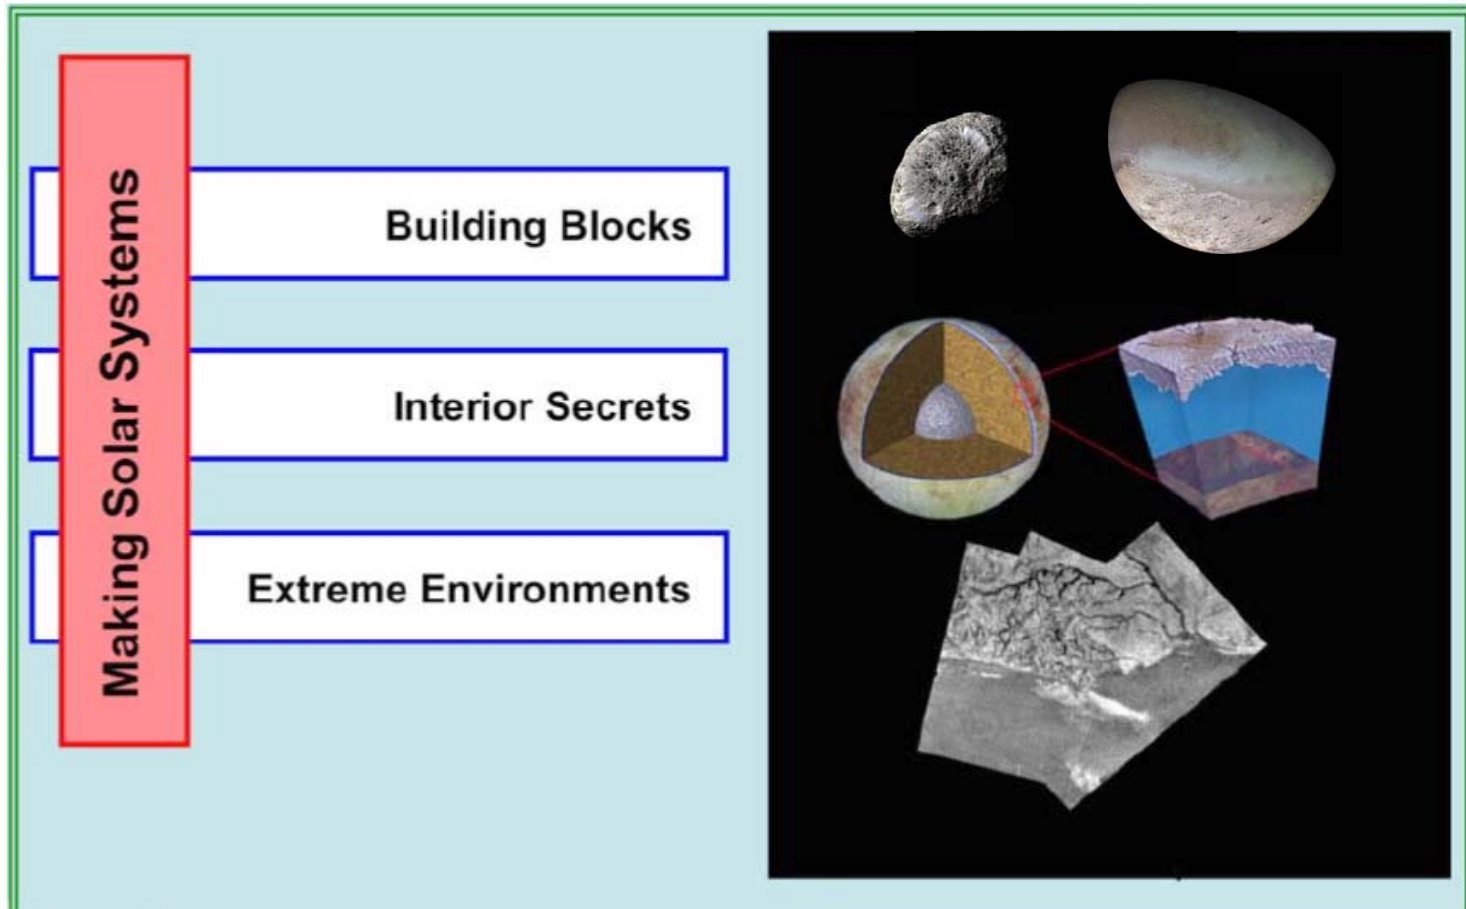 Making Solar Systems
Building Blocks
Interior Secrets
Extreme Environments